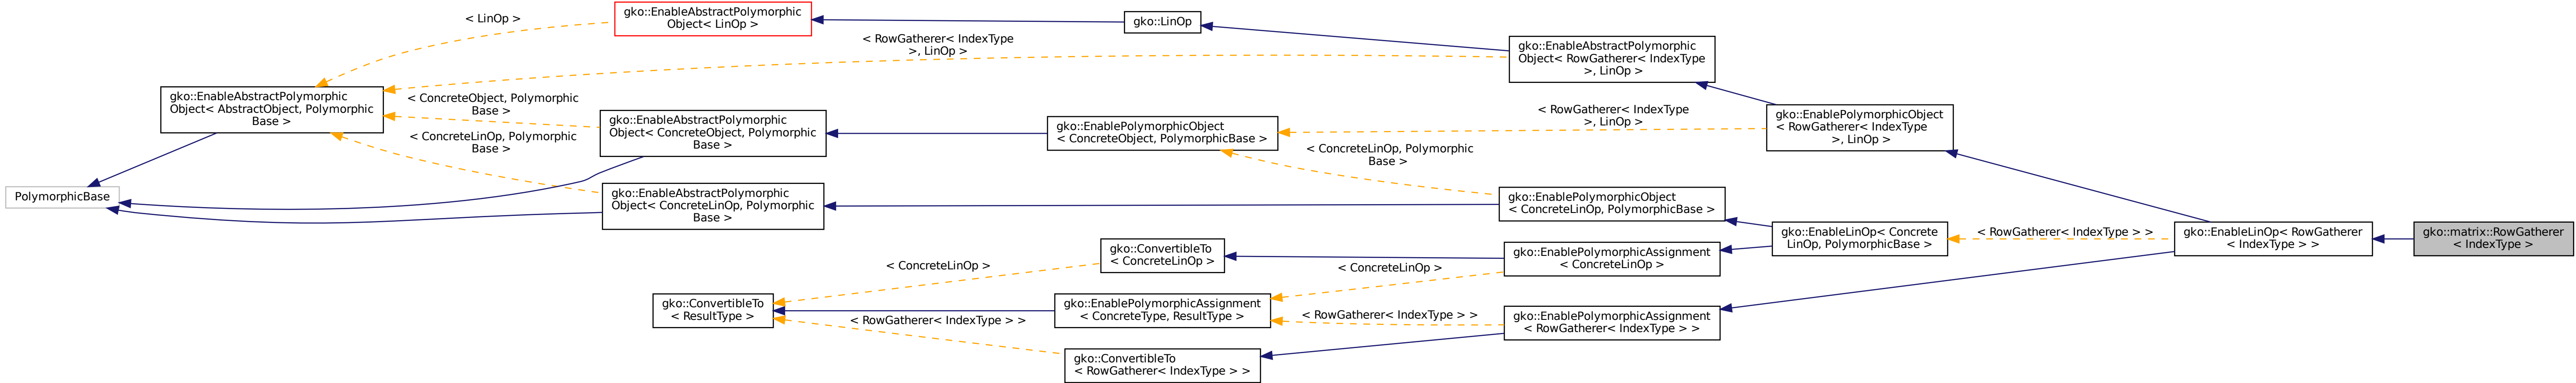 gko::EnableAbstractPolymorphic
Object< LinOp >
< LinOp >
gko::LinOp
< RowGatherer< IndexType
>, LinOp >
gko::EnableAbstractPolymorphic
Object< RowGatherer< IndexType
>, LinOp >
gko::EnableAbstractPolymorphic
Object< AbstractObject, Polymorphic
Base >
< ConcreteObject, Polymorphic
Base >
< ConcreteLinOp, Polymorphic
Base >
gko::EnableAbstractPolymorphic
Object< ConcreteObject, Polymorphic
Base >
gko::EnablePolymorphicObject
< ConcreteObject, PolymorphicBase >
< RowGatherer< IndexType
>, LinOp >
gko::EnablePolymorphicObject
< RowGatherer< IndexType
>, LinOp >
< ConcreteLinOp, Polymorphic
Base >
PolymorphicBase
gko::EnableAbstractPolymorphic
Object< ConcreteLinOp, Polymorphic
Base >
gko::EnablePolymorphicObject
< ConcreteLinOp, PolymorphicBase >
gko::EnableLinOp< Concrete
LinOp, PolymorphicBase >
< RowGatherer< IndexType > >
gko::EnableLinOp< RowGatherer
< IndexType > >
gko::matrix::RowGatherer
< IndexType >
gko::ConvertibleTo
< ConcreteLinOp >
gko::EnablePolymorphicAssignment
< ConcreteLinOp >
< ConcreteLinOp >
< ConcreteLinOp >
gko::ConvertibleTo
< ResultType >
gko::EnablePolymorphicAssignment
< ConcreteType, ResultType >
< RowGatherer< IndexType > >
< RowGatherer< IndexType > >
gko::EnablePolymorphicAssignment
< RowGatherer< IndexType > >
gko::ConvertibleTo
< RowGatherer< IndexType > >